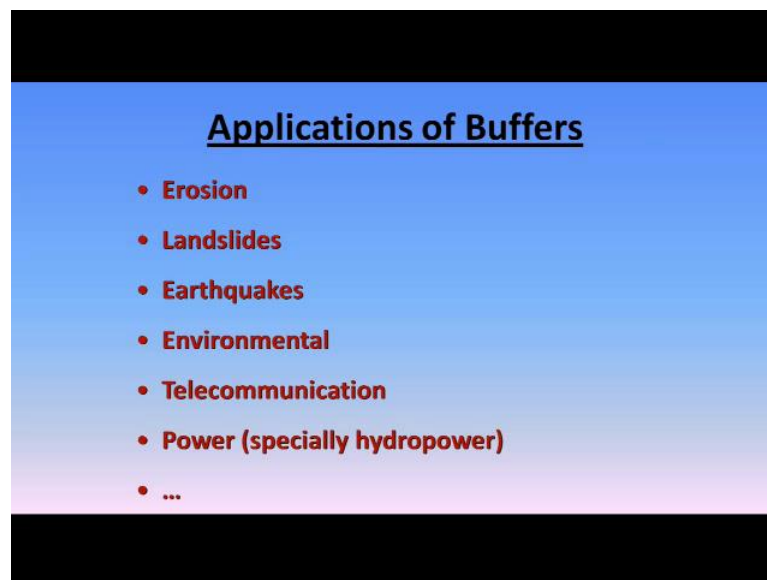 Applications of Buffers
• Erosion
• Landslides
• Earthquakes
• Environmental
• Telecommunication
• Power (specially hydropower)
• ...